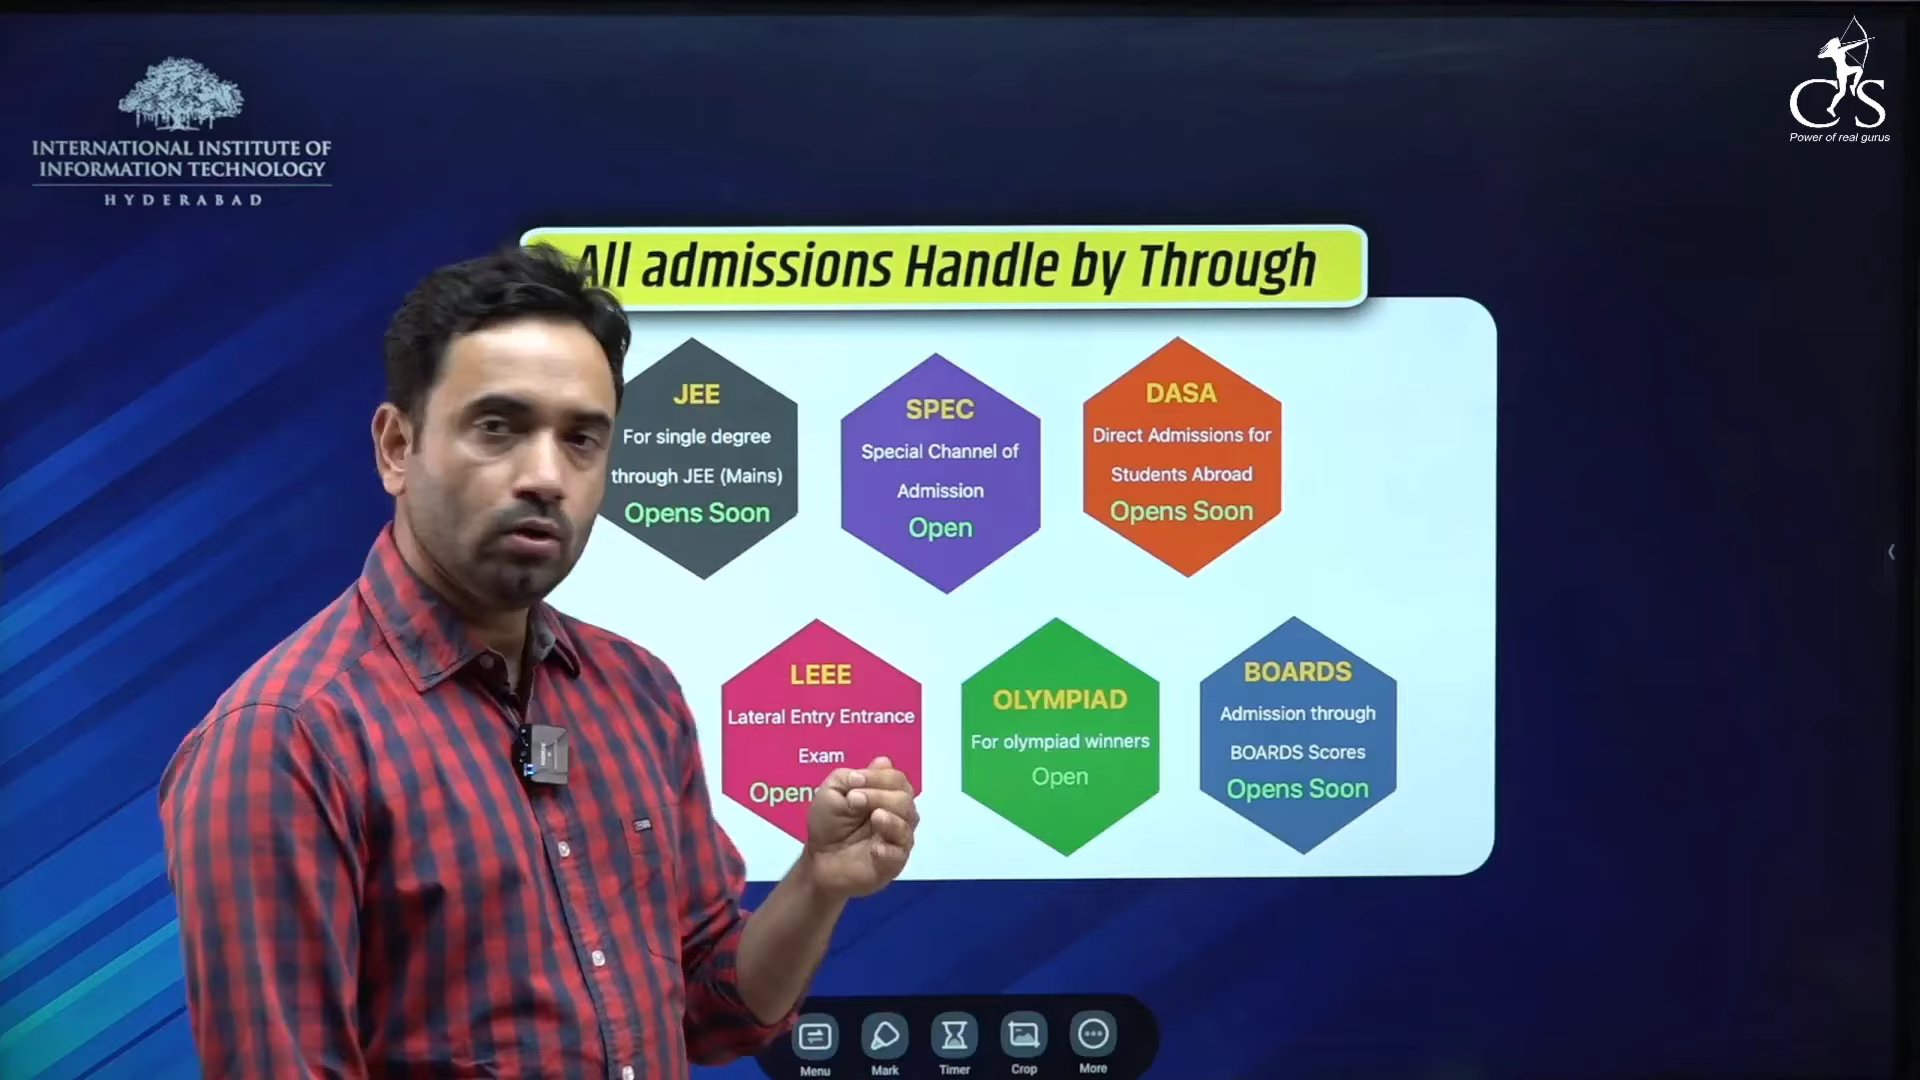 INTERNATIONAL INSTITUTE OF
INFORMATION TECHNOLOGY
HYDERABAD
CS
Power of real gurus
All admissions Handle by Through
JEE
For single degree
through JEE (Mains)
Opens Soon
SPEC
Special Channel of
Admission
Open
DASA
Direct Admissions for
Students Abroad
Opens Soon
LEEE
Lateral Entry Entrance
Exam
Opens
OLYMPIAD
For olympiad winners
Open
BOARDS
Admission through
BOARDS Scores
Opens Soon
Menu
Mark
Timer
Crop
More